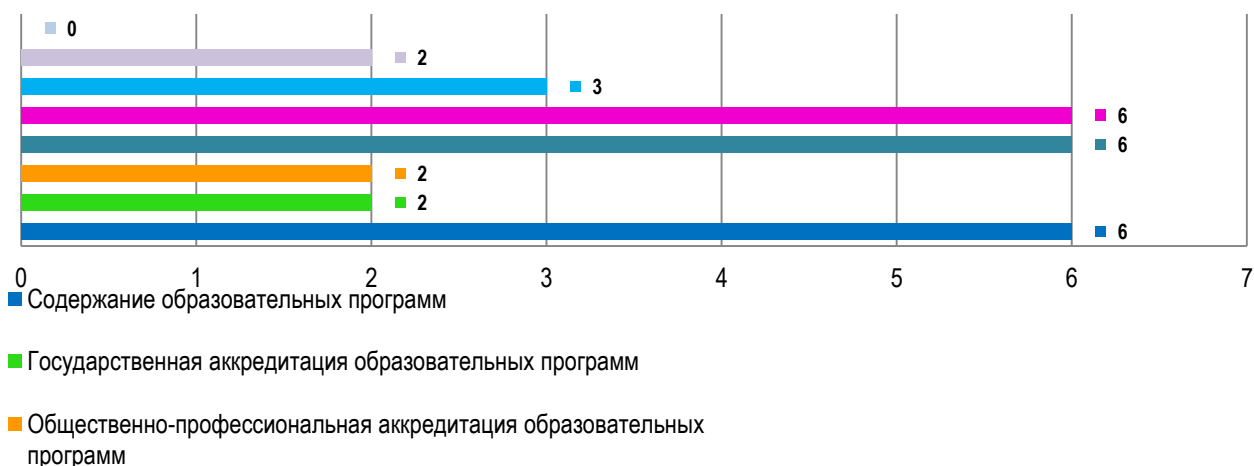 0
2
3
6
6
2
2
6
0 1 2 3 4 5 6 7
Содержание образовательных программ
Государственная аккредитация образовательных программ
Общественно-профессиональная аккредитация образовательных
программ